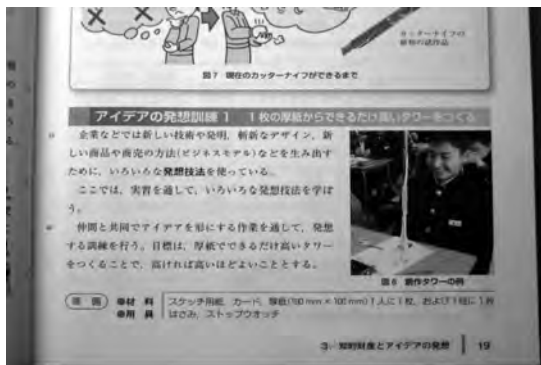 カッターナイフの
最初の試作品
図7 現在のカッターナイフができるまで
アイデアの発想訓練1 1枚の厚紙からできるだけ高いタワーをつくる
企業などでは新しい技術や発明，斬新なデザイン，新
しい商品や商売の方法(ビジネスモデル)などを生み出す
ために，いろいろな発想技法を使っている。
ここでは，実習を通して，いろいろな発想技法を学ぼ
う。
仲間と共同でアイデアを形にする作業を通して，発想
する訓練を行う。目標は，厚紙でできるだけ高いタワー
をつくることで，高ければ高いほどよいこととする。
図8 創作タワーの例
準備 ●材料 スケッチ用紙，カード，厚紙(100 mm × 100 mm)1人に1枚，および1組に1枚
●用具 はさみ，ストップウオッチ
3. 知的財産とアイデアの発想 19